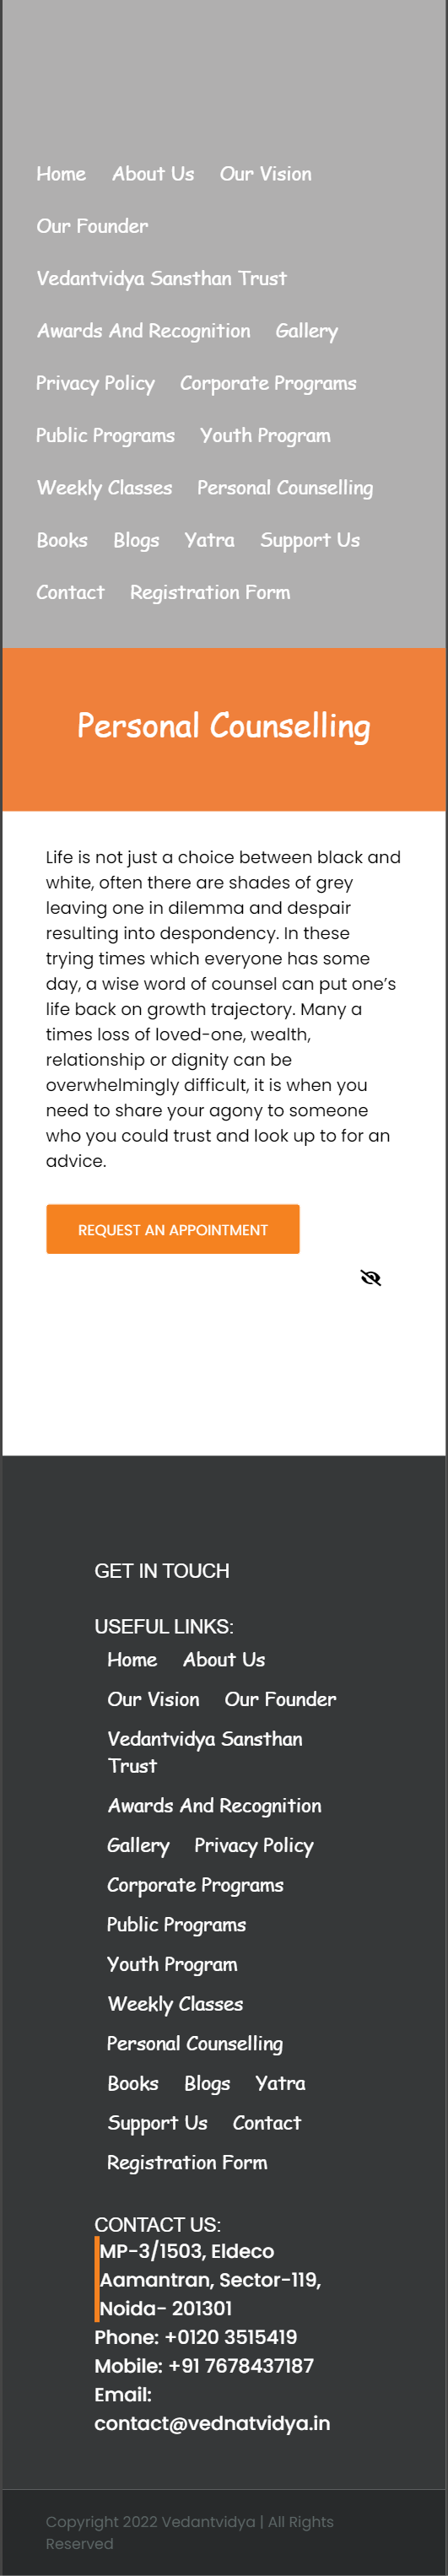 Home About Us Our Vision
Our Founder
Vedantvidya Sansthan Trust
Awards And Recognition Gallery
Privacy Policy Corporate Programs
Public Programs Youth Program
Weekly Classes Personal Counselling
Books Blogs Yatra Support Us
Contact Registration Form
Personal Counselling
Life is not just a choice between black and
white, often there are shades of grey
leaving one in dilemma and despair
resulting into despondency. In these
trying times which everyone has some
day, a wise word of counsel can put one’s
life back on growth trajectory. Many a
times loss of loved-one, wealth,
relationship or dignity can be
overwhelmingly difficult, it is when you
need to share your agony to someone
who you could trust and look up to for an
advice.
REQUEST AN APPOINTMENT
GET IN TOUCH
USEFUL LINKS:
Home About Us
Our Vision Our Founder
Vedantvidya Sansthan
Trust
Awards And Recognition
Gallery Privacy Policy
Corporate Programs
Public Programs
Youth Program
Weekly Classes
Personal Counselling
Books Blogs Yatra
Support Us Contact
Registration Form
CONTACT US:
MP-3/1503, Eldeco
Aamantran, Sector-119,
Noida- 201301
Phone: +0120 3515419
Mobile: +91 7678437187
Email:
contact@vednatvidya.in
Copyright 2022 Vedantvidya | All Rights
Reserved